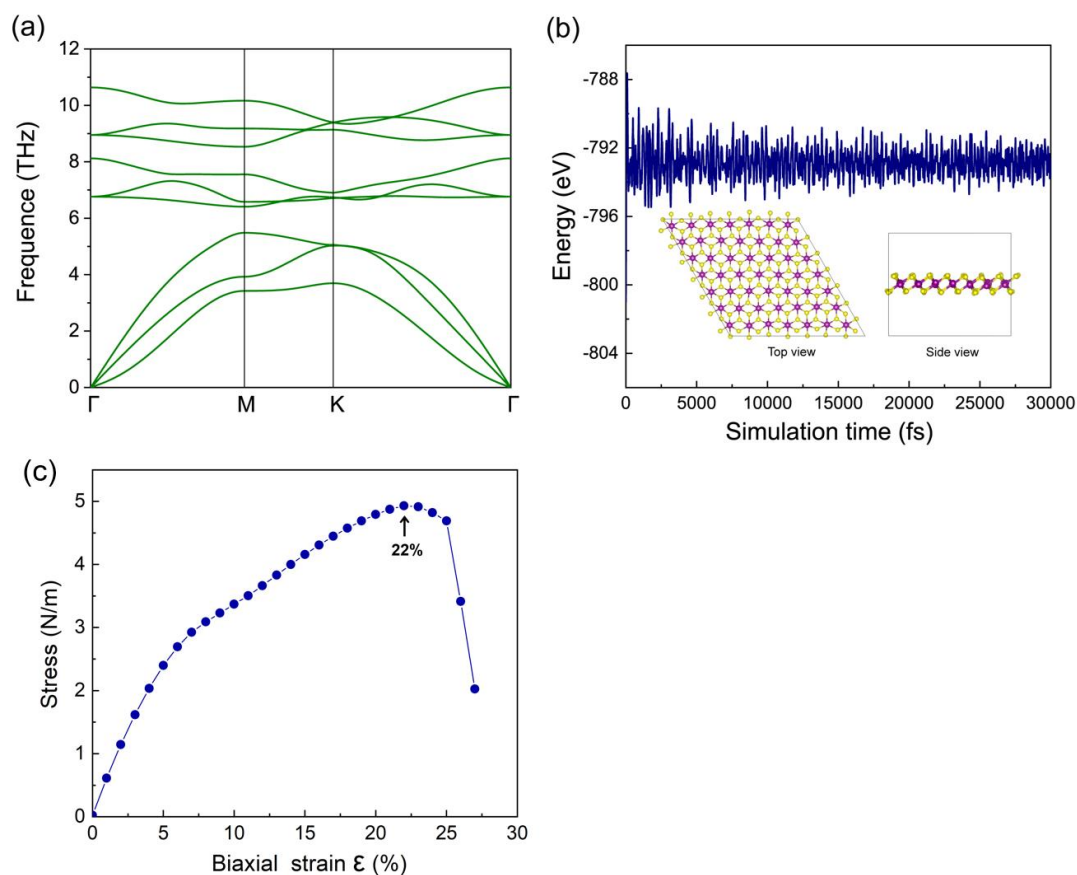 (a)
12
10
8
6
4
2
0
Frequence (THz)
Γ M K Γ
(b)
-788
-792
-796
-800
-804
Energy (eV)
Top view
Side view
0 5000 10000 15000 20000 25000 30000
Simulation time (fs)
(c)
5
4
3
2
1
0
Stress (N/m)
22%
0 5 10 15 20 25 30
Biaxial strain ε (%)